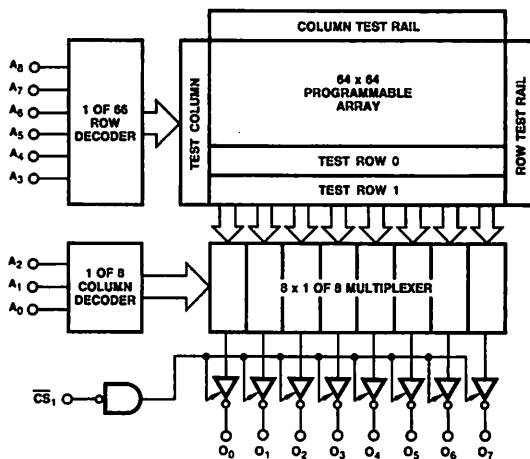 COLUMN TEST RAIL
A8
A7
A6
A5
A4
A3
1 OF 66
ROW
DECODER
TEST COLUMN
64 x 64
PROGRAMMABLE
ARRAY
ROW TEST RAIL
TEST ROW 0
TEST ROW 1
A2
A1
A0
1 OF 8
COLUMN
DECODER
8 x 1 OF 8 MULTIPLEXER
CS1
O0 O1 O2 O3 O4 O5 O6 O7